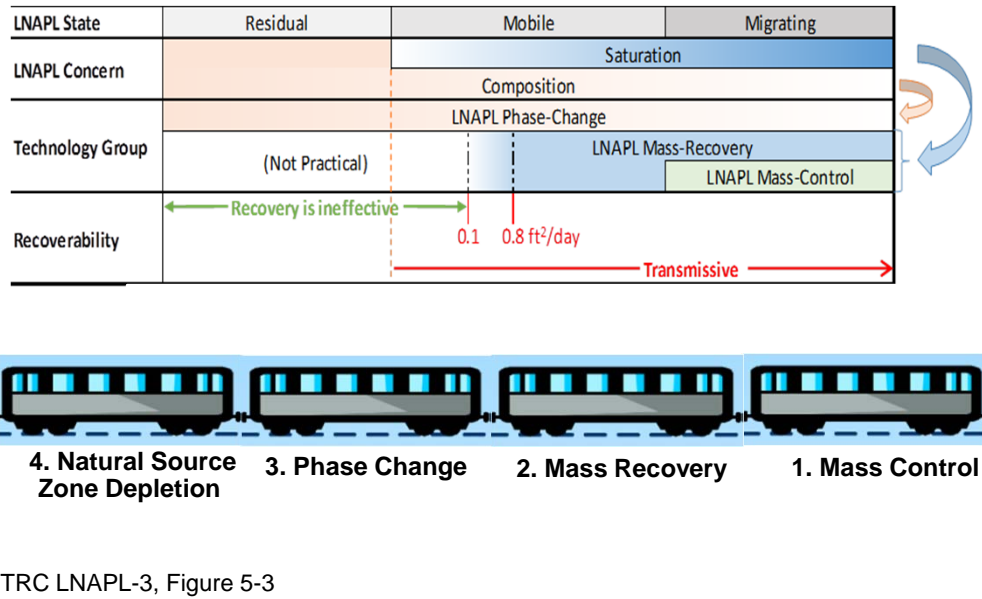 LNAPL State Residual Mobile Migrating
LNAPL Concern
Saturation
Composition
Technology Group
LNAPL Phase-Change
(Not Practical)
LNAPL Mass-Recovery
LNAPL Mass-Control
Recoverability
Recovery is ineffective
0.1 0.8 ft²/day
Transmissive
4. Natural Source
Zone Depletion
3. Phase Change
2. Mass Recovery
1. Mass Control
TRC LNAPL-3, Figure 5-3